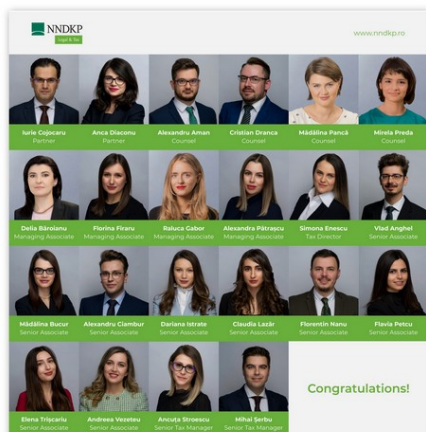 NNDKP
Legal & Tax
www.nndkp.ro
Iurie Cojocaru
Partner
Anca Diaconu
Partner
Alexandru Aman
Counsel
Cristian Dranca
Counsel
Mădălina Pancă
Counsel
Mirela Preda
Counsel
Delia Băroianu
Managing Associate
Florina Firaru
Managing Associate
Raluca Gabor
Managing Associate
Alexandra Pătrașcu
Managing Associate
Simona Enescu
Tax Director
Vlad Anghel
Senior Associate
Mădălina Bucur
Senior Associate
Alexandru Ciambur
Senior Associate
Dariana Istrate
Senior Associate
Claudia Lazăr
Senior Associate
Florentin Nanu
Senior Associate
Flavia Petcu
Senior Associate
Elena Trișcariu
Senior Associate
Andreea Vezeteu
Senior Associate
Ancuța Stroescu
Senior Tax Manager
Mihai Șerbu
Senior Tax Manager
Congratulations!